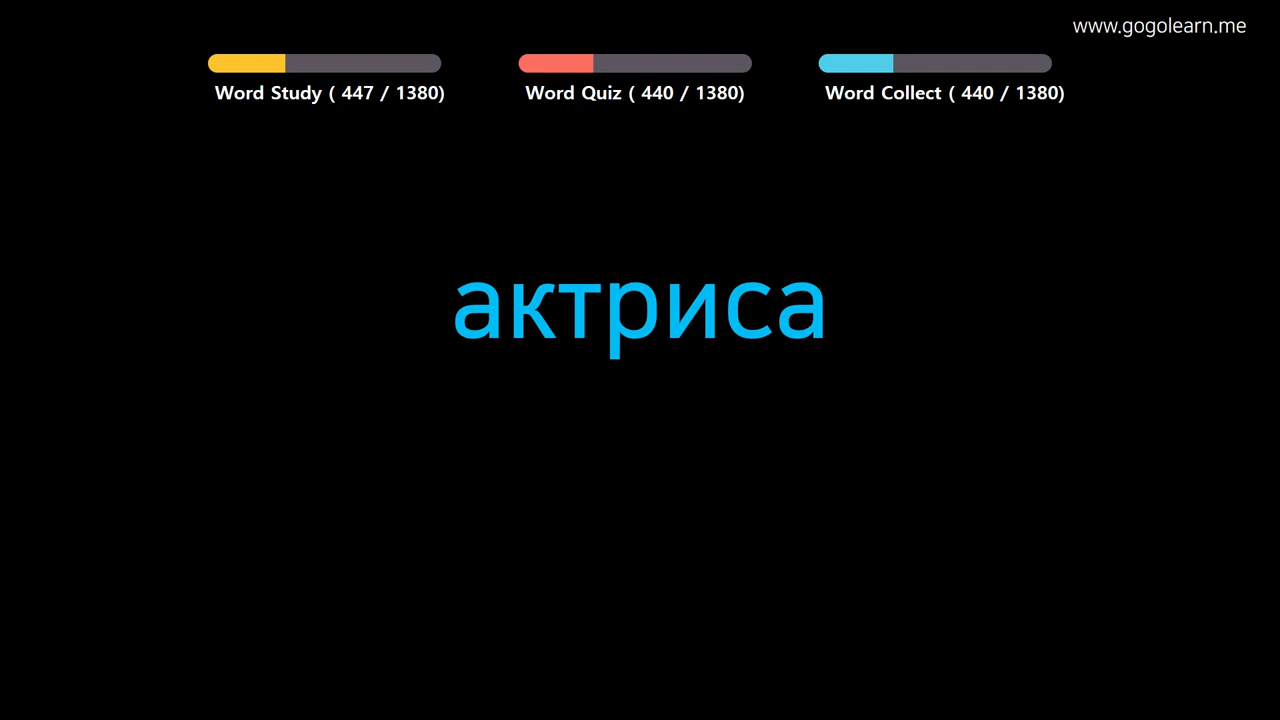 www.gogolearn.me
Word Study ( 447 / 1380)
Word Quiz ( 440 / 1380)
Word Collect ( 440 / 1380)
актриса